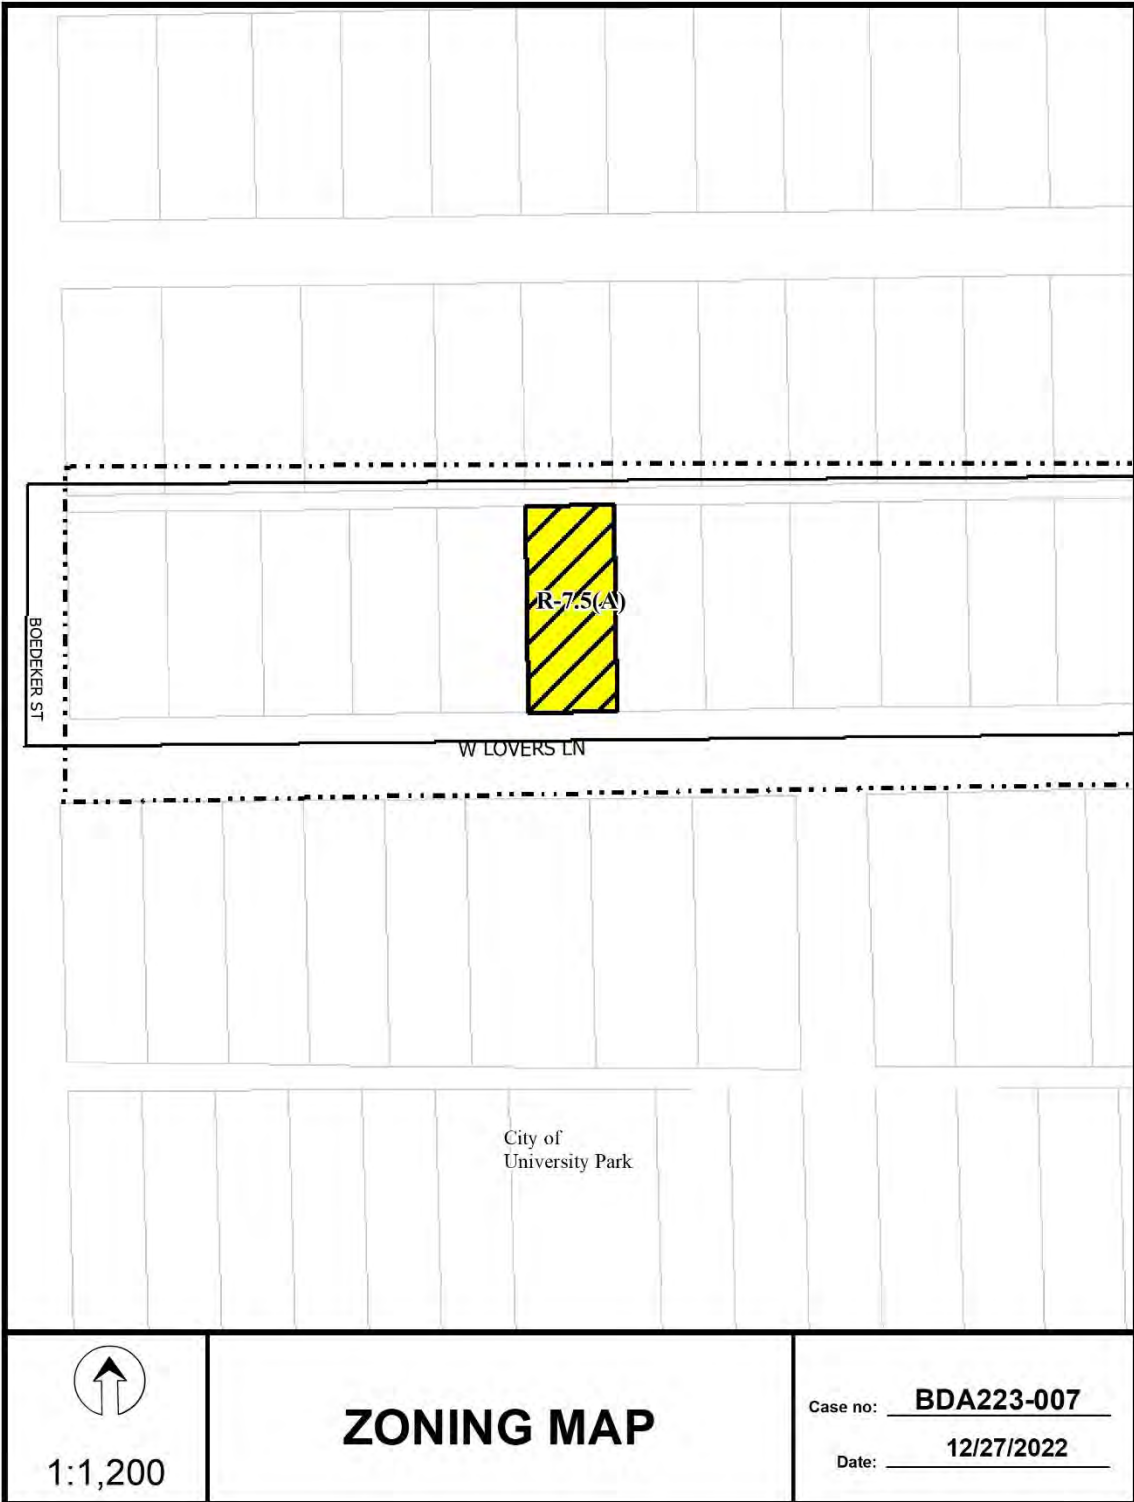 R-7.5(A)
BOEDEKER ST
W LOVERS LN
City of
University Park
1:1,200
ZONING MAP
Case no: BDA223-007
Date: 12/27/2022